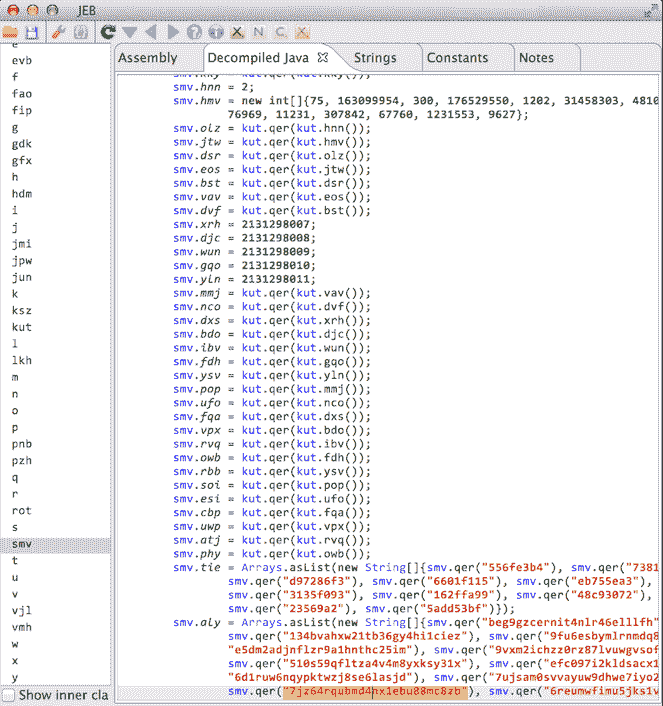 JEB
evb
f
fao
fip
g
gdk
gfx
h
hdm
i
j
jmi
jpw
jun
k
ksz
kut
l
lkh
m
n
o
p
pnb
pzh
q
r
rot
s
smv
t
u
v
vjl
vmh
w
x
y
Show inner cla
Assembly
Decompiled Java
Strings
Constants
Notes
smv.hnn = 2;
smv.hmv = new int[]{75, 163099954, 300, 176529550, 1202, 31458303, 4810
76969, 11231, 307842, 67760, 1231553, 9627};
smv.olz = kut.qer(kut.hnn());
smv.jtw = kut.qer(kut.hmv());
smv.dsr = kut.qer(kut.olz());
smv.eos = kut.qer(kut.jtw());
smv.bst = kut.qer(kut.dsr());
smv.vav = kut.qer(kut.eos());
smv.dvf = kut.qer(kut.bst());
smv.xrh = 2131298007;
smv.djc = 2131298008;
smv.wun = 2131298009;
smv.gqo = 2131298010;
smv.yln = 2131298011;
smv.mmj = kut.qer(kut.vav());
smv.nco = kut.qer(kut.dvf());
smv.dxs = kut.qer(kut.xrh());
smv.bdo = kut.qer(kut.djc());
smv.ibv = kut.qer(kut.wun());
smv.fdh = kut.qer(kut.gqo());
smv.ysv = kut.qer(kut.yln());
smv.pop = kut.qer(kut.mmj());
smv.ufo = kut.qer(kut.nco());
smv.fqa = kut.qer(kut.dxs());
smv.vpx = kut.qer(kut.bdo());
smv.rvq = kut.qer(kut.ibv());
smv.owb = kut.qer(kut.fdh());
smv.rbb = kut.qer(kut.ysv());
smv.soi = kut.qer(kut.pop());
smv.esi = kut.qer(kut.ufo());
smv.cbp = kut.qer(kut.fqa());
smv.uwp = kut.qer(kut.vpx());
smv.atj = kut.qer(kut.rvq());
smv.phy = kut.qer(kut.owb());
smv.tie = Arrays.asList(new String[]{smv.qer("556fe3b4"), smv.qer("7381
smv.qer("d97286f3"), smv.qer("6601f115"), smv.qer("eb755ea3"),
smv.qer("3135f093"), smv.qer("162ffa99"), smv.qer("48c93072"),
smv.qer("23569a2"), smv.qer("5add53bf")});
smv.aly = Arrays.asList(new String[]{smv.qer("beg9gzcernit4nlr46elllfh"
smv.qer("134bvahxw21tb36gy4hi1ciez"), smv.qer("9fu6esbymlrnmdq8
"e5dm2adjnflzr9a1hnthc25im"), smv.qer("9vxm2ichzz0rz87lvuwgvsof
smv.qer("510s59qfltza4v4m8yxksy31x"), smv.qer("efc097i2kldsacx1
"6d1ruw6nqypktwzj8se6lasjd"), smv.qer("7ujsam0svvayuw9dhwe7iyo2
smv.qer("7jz64rqubmd4hx1ebu88mc8zb"), smv.qer("6reumwfimu5jks1v